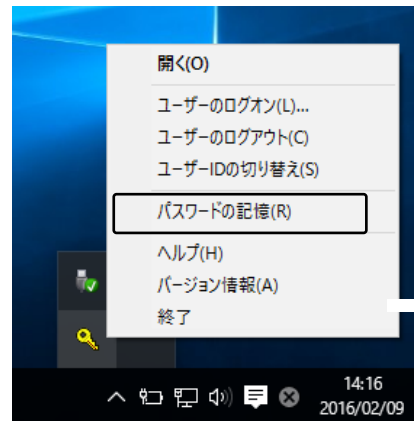 開く(O)
ユーザーのログオン(L)...
ユーザーのログアウト(C)
ユーザーIDの切り替え(S)
パスワードの記憶(R)
ヘルプ(H)
バージョン情報(A)
終了
14:16
2016/02/09